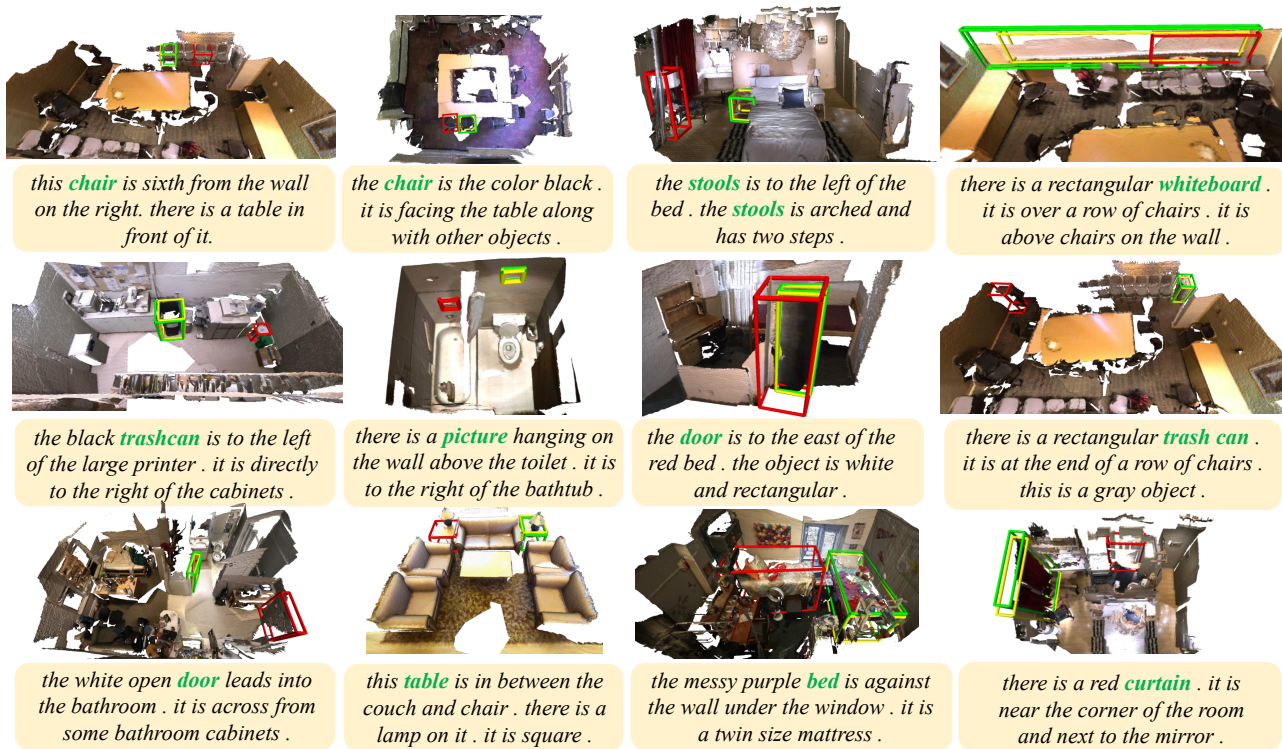 this chair is sixth from the wall
on the right. there is a table in
front of it.
the chair is the color black .
it is facing the table along
with other objects .
the stools is to the left of the
bed . the stools is arched and
has two steps .
there is a rectangular whiteboard .
it is over a row of chairs . it is
above chairs on the wall .
the black trashcan is to the left
of the large printer . it is directly
to the right of the cabinets .
there is a picture hanging on
the wall above the toilet . it is
to the right of the bathtub .
the door is to the east of the
red bed . the object is white
and rectangular .
there is a rectangular trash can .
it is at the end of a row of chairs .
this is a gray object .
the white open door leads into
the bathroom . it is across from
some bathroom cabinets .
this table is in between the
couch and chair . there is a
lamp on it . it is square .
the messy purple bed is against
the wall under the window . it is
a twin size mattress .
there is a red curtain . it is
near the corner of the room
and next to the mirror .